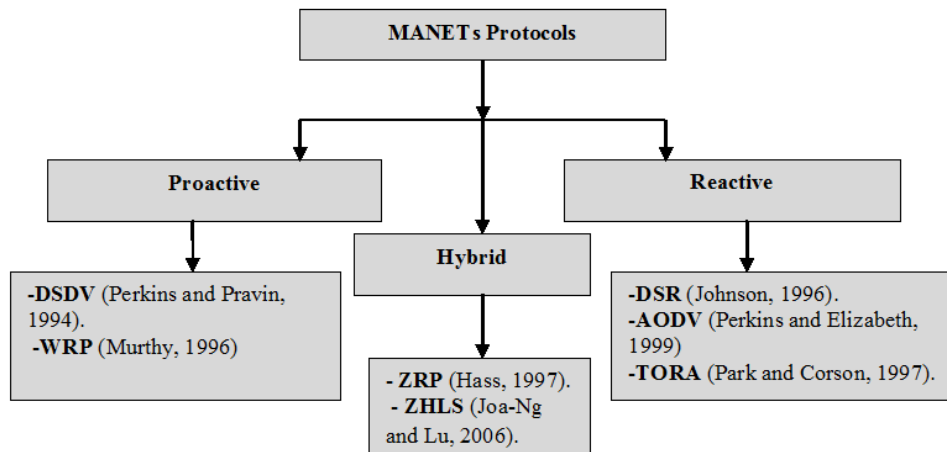 MANETs Protocols
Proactive
Reactive
Hybrid
-DSDV (Perkins and Pravin,
1994).
-WRP (Murthy, 1996)
-DSR (Johnson, 1996).
-AODV (Perkins and Elizabeth,
1999)
-TORA (Park and Corson, 1997).
- ZRP (Hass, 1997).
- ZHLS (Joa-Ng
and Lu, 2006).